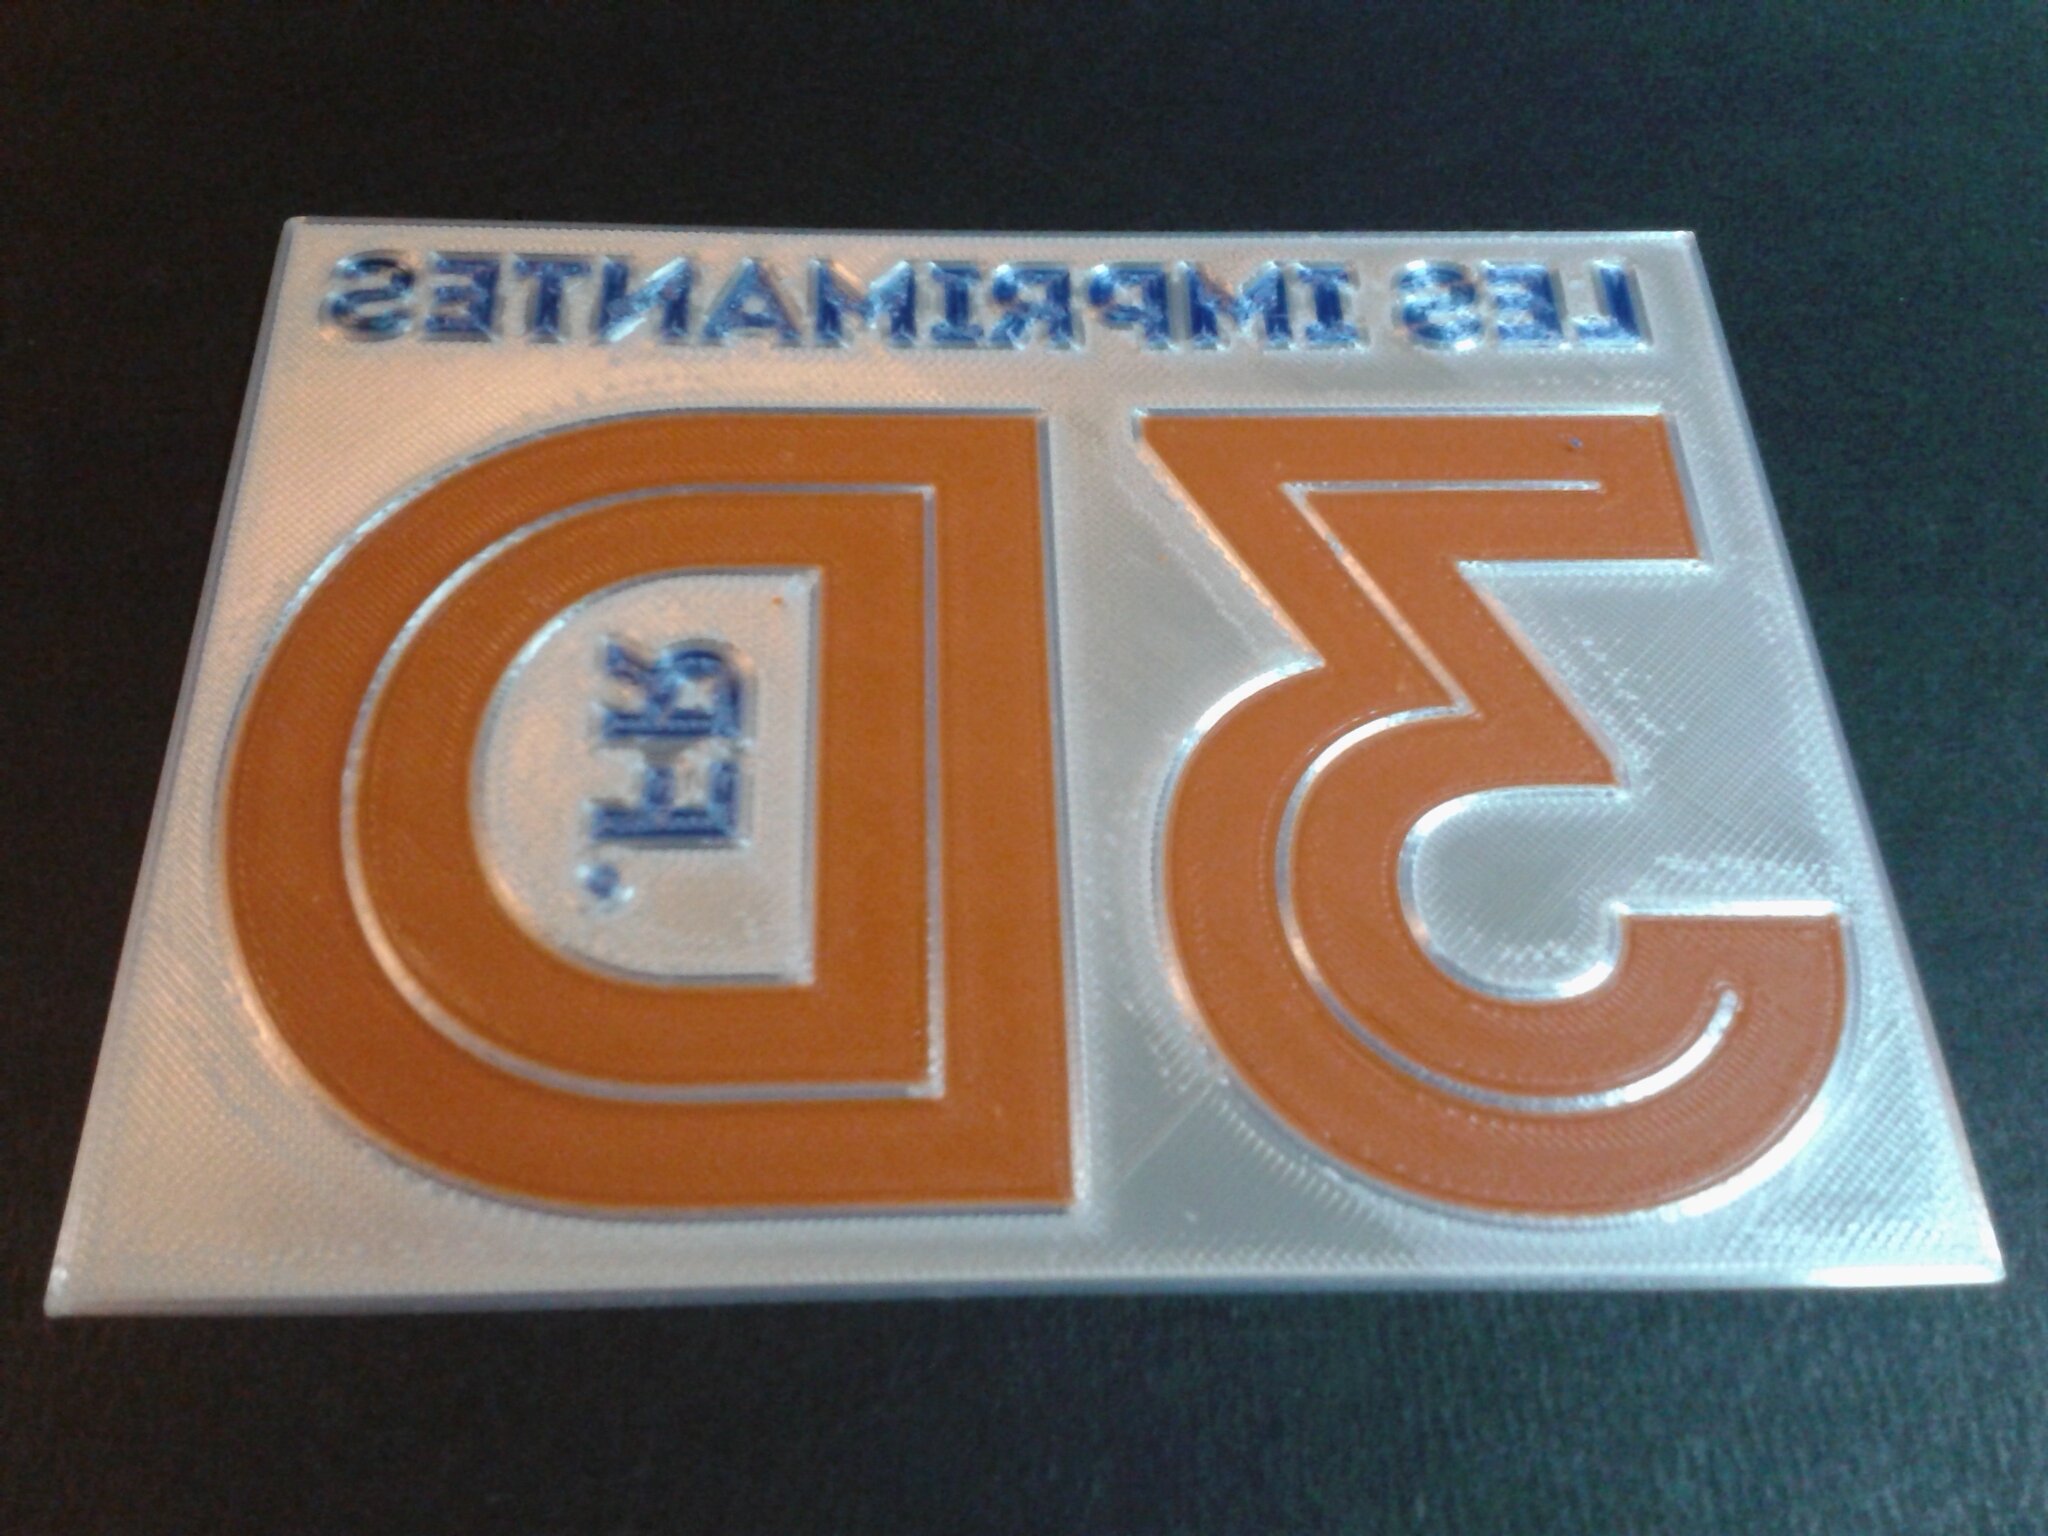 LES IMPRIMANTES
3D
.FR